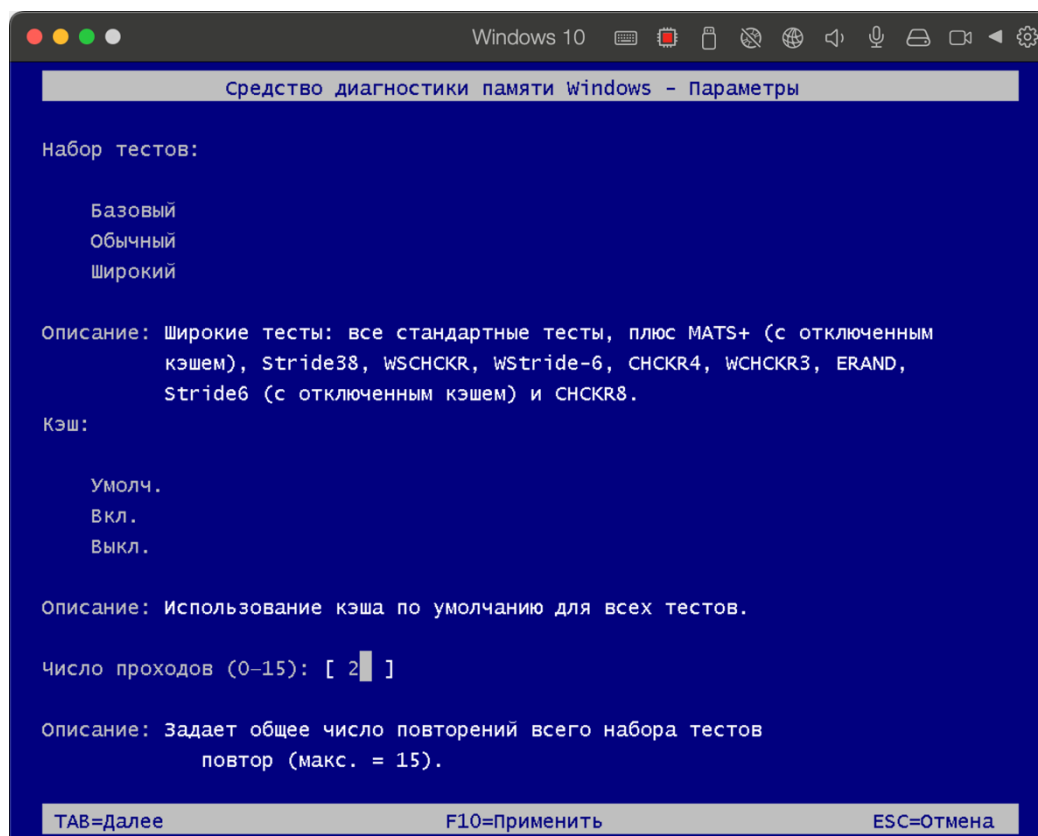 Windows 10
Средство диагностики памяти Windows - Параметры
Набор тестов:
Базовый
Обычный
Широкий
Описание: Широкие тесты: все стандартные тесты, плюс MATS+ (с отключенным
кэшем), Stride38, WSCHCKR, WStride-6, CHCKR4, WCHCKR3, ERAND,
Stride6 (с отключенным кэшем) и CHCKR8.
Кэш:
Умолч.
Вкл.
Выкл.
Описание: Использование кэша по умолчанию для всех тестов.
Число проходов (0–15): [ 2 ]
Описание: Задает общее число повторений всего набора тестов
повтор (макс. = 15).
TAB=Далее F10=Применить ESC=Отмена